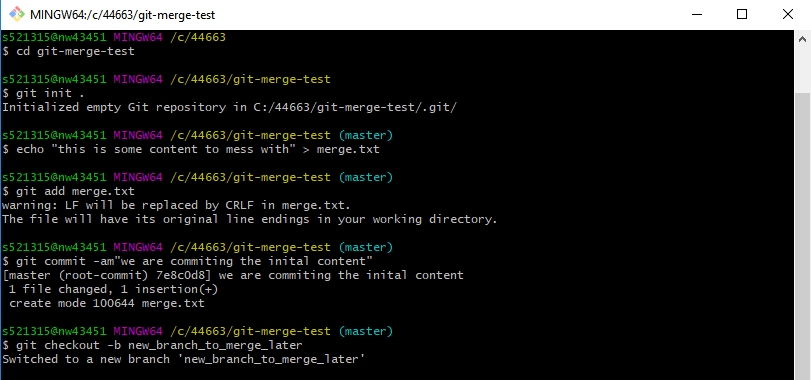 MINGW64:/c/44663/git-merge-test
s521315@nw43451 MINGW64 /c/44663
$ cd git-merge-test
s521315@nw43451 MINGW64 /c/44663/git-merge-test
$ git init .
Initialized empty Git repository in C:/44663/git-merge-test/.git/
s521315@nw43451 MINGW64 /c/44663/git-merge-test (master)
$ echo "this is some content to mess with" > merge.txt
s521315@nw43451 MINGW64 /c/44663/git-merge-test (master)
$ git add merge.txt
warning: LF will be replaced by CRLF in merge.txt.
The file will have its original line endings in your working directory.
s521315@nw43451 MINGW64 /c/44663/git-merge-test (master)
$ git commit -am"we are commiting the inital content"
[master (root-commit) 7e8c0d8] we are commiting the inital content
1 file changed, 1 insertion(+)
create mode 100644 merge.txt
s521315@nw43451 MINGW64 /c/44663/git-merge-test (master)
$ git checkout -b new_branch_to_merge_later
Switched to a new branch 'new_branch_to_merge_later'